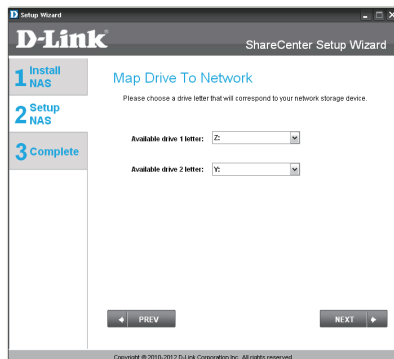 D Setup Wizard
D-Link
ShareCenter Setup Wizard
1 Install NAS
2 Setup NAS
3 Complete
Map Drive To Network
Please choose a drive letter that will correspond to your network storage device.
Available drive 1 letter: Z:
Available drive 2 letter: Y:
PREV
NEXT
Copyright © 2010-2012 D-Link Corporation Inc. All rights reserved.